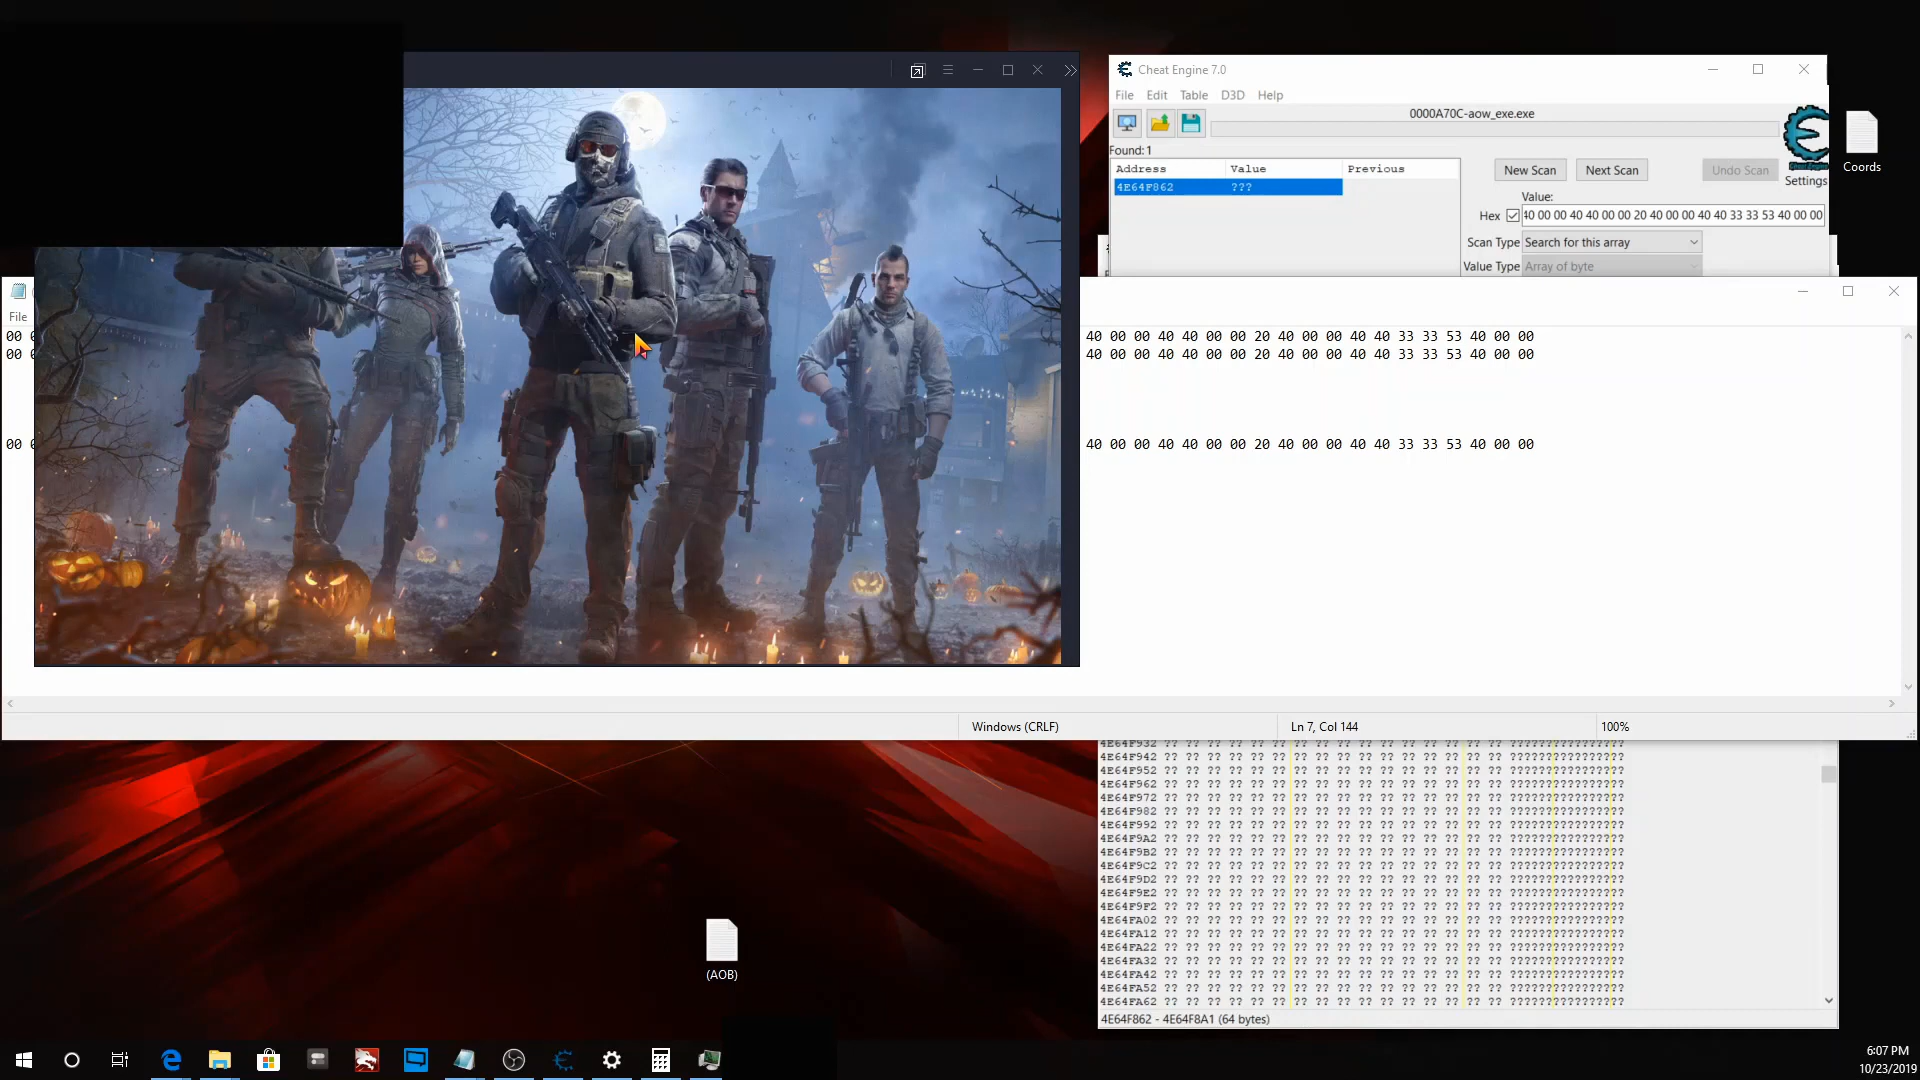 Cheat Engine 7.0
File Edit Table D3D Help
0000A70C-aow_exe.exe
Found: 1
Address Value Previous
4E64F862 ???
New Scan Next Scan Undo Scan
Settings
Value:
Hex 40 00 00 40 40 00 00 20 40 00 00 40 40 33 33 53 40 00 00
Scan Type Search for this array
Value Type Array of byte
Coords
File
00 40 00 00 40 40 00 00 20 40 00 00 40 40 33 33 53 40 00 00
00 40 00 00 40 40 00 00 20 40 00 00 40 40 33 33 53 40 00 00
00 40 00 00 40 40 00 00 20 40 00 00 40 40 33 33 53 40 00 00
Windows (CRLF) Ln 7, Col 144 100%
4E64F932 ?? ?? ?? ?? ?? ?? ?? ?? ?? ?? ?? ?? ?? ?? ?? ?? ????????????????
4E64F942 ?? ?? ?? ?? ?? ?? ?? ?? ?? ?? ?? ?? ?? ?? ?? ?? ????????????????
4E64F952 ?? ?? ?? ?? ?? ?? ?? ?? ?? ?? ?? ?? ?? ?? ?? ?? ????????????????
4E64F962 ?? ?? ?? ?? ?? ?? ?? ?? ?? ?? ?? ?? ?? ?? ?? ?? ????????????????
4E64F972 ?? ?? ?? ?? ?? ?? ?? ?? ?? ?? ?? ?? ?? ?? ?? ?? ????????????????
4E64F982 ?? ?? ?? ?? ?? ?? ?? ?? ?? ?? ?? ?? ?? ?? ?? ?? ????????????????
4E64F992 ?? ?? ?? ?? ?? ?? ?? ?? ?? ?? ?? ?? ?? ?? ?? ?? ????????????????
4E64F9A2 ?? ?? ?? ?? ?? ?? ?? ?? ?? ?? ?? ?? ?? ?? ?? ?? ????????????????
4E64F9B2 ?? ?? ?? ?? ?? ?? ?? ?? ?? ?? ?? ?? ?? ?? ?? ?? ????????????????
4E64F9C2 ?? ?? ?? ?? ?? ?? ?? ?? ?? ?? ?? ?? ?? ?? ?? ?? ????????????????
4E64F9D2 ?? ?? ?? ?? ?? ?? ?? ?? ?? ?? ?? ?? ?? ?? ?? ?? ????????????????
4E64F9E2 ?? ?? ?? ?? ?? ?? ?? ?? ?? ?? ?? ?? ?? ?? ?? ?? ????????????????
4E64F9F2 ?? ?? ?? ?? ?? ?? ?? ?? ?? ?? ?? ?? ?? ?? ?? ?? ????????????????
4E64FA02 ?? ?? ?? ?? ?? ?? ?? ?? ?? ?? ?? ?? ?? ?? ?? ?? ????????????????
4E64FA12 ?? ?? ?? ?? ?? ?? ?? ?? ?? ?? ?? ?? ?? ?? ?? ?? ????????????????
4E64FA22 ?? ?? ?? ?? ?? ?? ?? ?? ?? ?? ?? ?? ?? ?? ?? ?? ????????????????
4E64FA32 ?? ?? ?? ?? ?? ?? ?? ?? ?? ?? ?? ?? ?? ?? ?? ?? ????????????????
4E64FA42 ?? ?? ?? ?? ?? ?? ?? ?? ?? ?? ?? ?? ?? ?? ?? ?? ????????????????
4E64FA52 ?? ?? ?? ?? ?? ?? ?? ?? ?? ?? ?? ?? ?? ?? ?? ?? ????????????????
4E64FA62 ?? ?? ?? ?? ?? ?? ?? ?? ?? ?? ?? ?? ?? ?? ?? ?? ????????????????
4E64F862 - 4E64F8A1 (64 bytes)
(AOB)
6:07 PM
10/23/2019